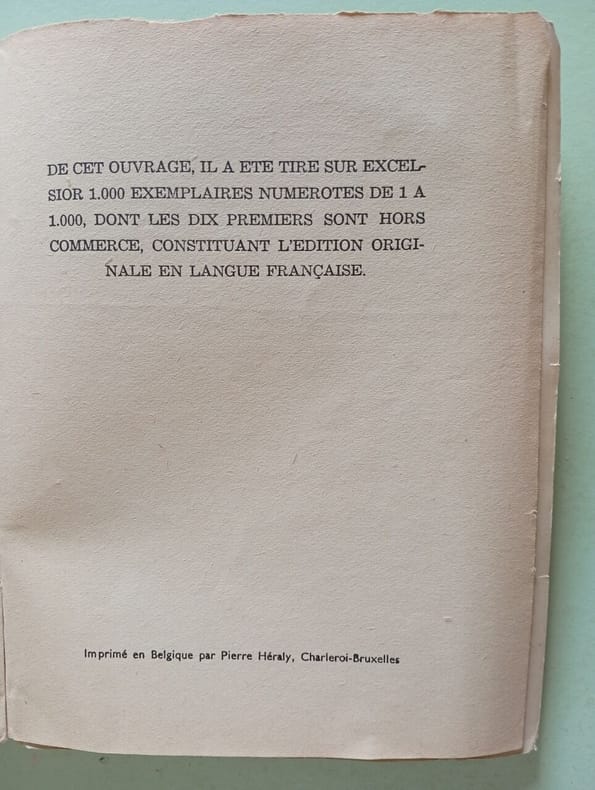 DE CET OUVRAGE, IL A ETE TIRE SUR EXCEL-
SIOR 1.000 EXEMPLAIRES NUMEROTES DE 1 A
1.000, DONT LES DIX PREMIERS SONT HORS
COMMERCE, CONSTITUANT L'EDITION ORIGI-
NALE EN LANGUE FRANÇAISE.
Imprimé en Belgique par Pierre Héraly, Charleroi-Bruxelles